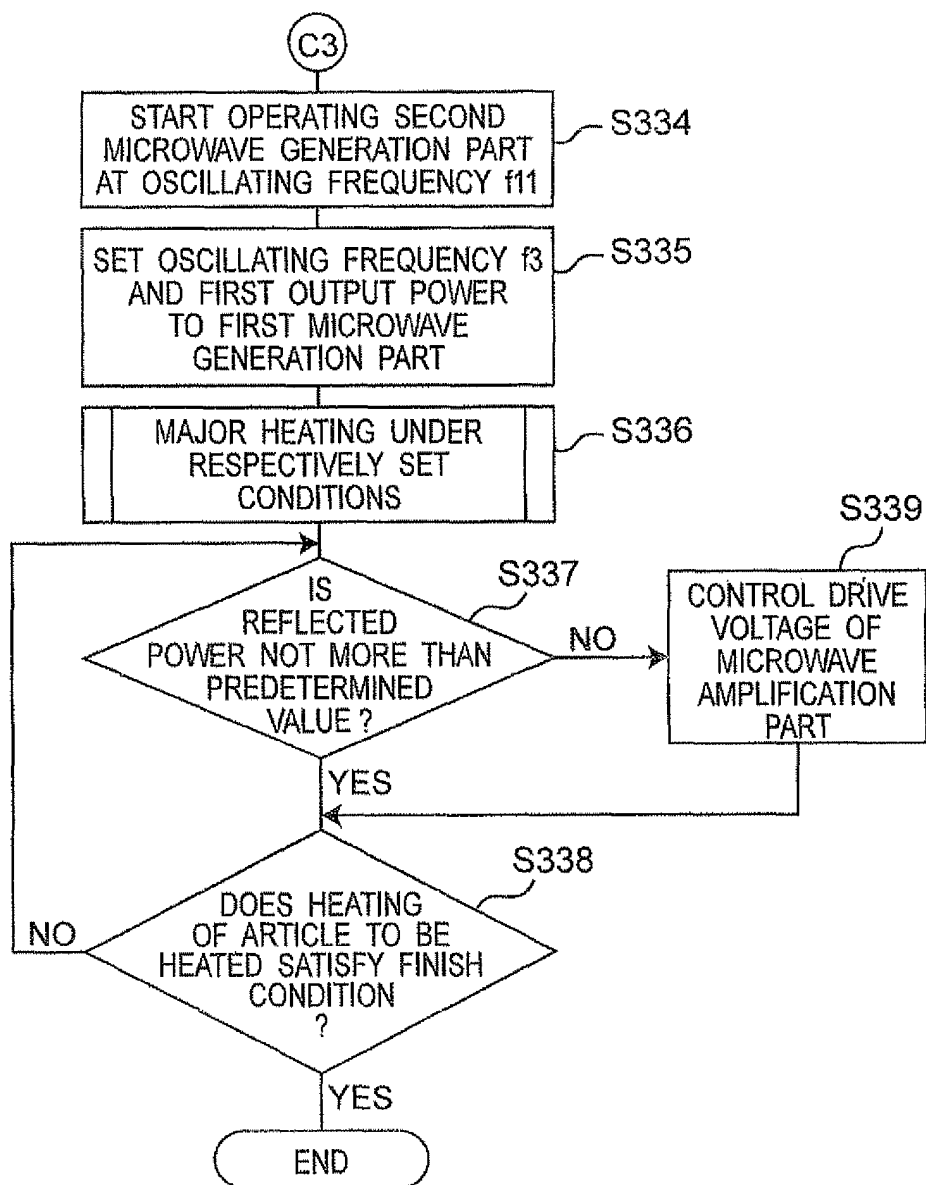 C3
START OPERATING SECOND
MICROWAVE GENERATION PART
AT OSCILLATING FREQUENCY f11
S334
SET OSCILLATING FREQUENCY f3
AND FIRST OUTPUT POWER
TO FIRST MICROWAVE
GENERATION PART
S335
MAJOR HEATING UNDER
RESPECTIVELY SET
CONDITIONS
S336
IS
REFLECTED
POWER NOT MORE THAN
PREDETERMINED
VALUE ?
S337
NO
CONTROL DRIVE
VOLTAGE OF
MICROWAVE
AMPLIFICATION
PART
S339
YES
DOES HEATING
OF ARTICLE TO BE
HEATED SATISFY FINISH
CONDITION
?
S338
NO
YES
END